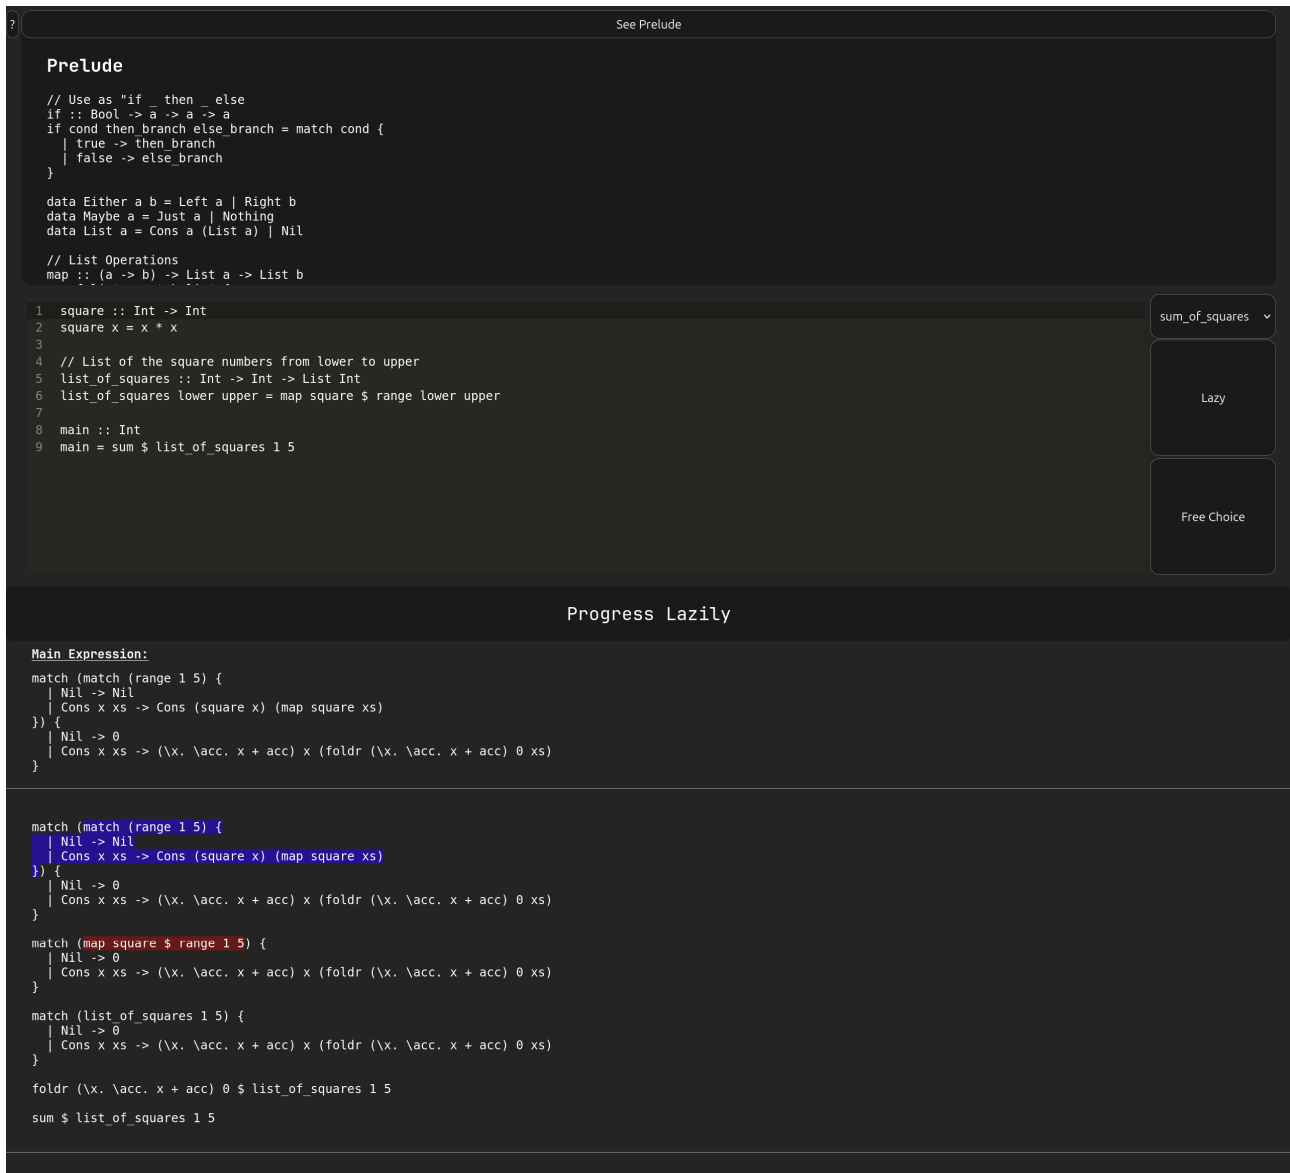 ?
See Prelude
Prelude
// Use as "if _ then _ else
if :: Bool -> a -> a -> a
if cond then_branch else_branch = match cond {
  | true -> then_branch
  | false -> else_branch
}
data Either a b = Left a | Right b
data Maybe a = Just a | Nothing
data List a = Cons a (List a) | Nil
// List Operations
map :: (a -> b) -> List a -> List b
1 square :: Int -> Int
2 square x = x * x
3
4 // List of the square numbers from lower to upper
5 list_of_squares :: Int -> Int -> List Int
6 list_of_squares lower upper = map square $ range lower upper
7
8 main :: Int
9 main = sum $ list_of_squares 1 5
sum_of_squares
Lazy
Free Choice
Progress Lazily
Main Expression:
match (match (range 1 5) {
  | Nil -> Nil
  | Cons x xs -> Cons (square x) (map square xs)
}) {
  | Nil -> 0
  | Cons x xs -> (\x. \acc. x + acc) x (foldr (\x. \acc. x + acc) 0 xs)
}
match (match (range 1 5) {
  | Nil -> Nil
  | Cons x xs -> Cons (square x) (map square xs)
}) {
  | Nil -> 0
  | Cons x xs -> (\x. \acc. x + acc) x (foldr (\x. \acc. x + acc) 0 xs)
}
match (map square $ range 1 5) {
  | Nil -> 0
  | Cons x xs -> (\x. \acc. x + acc) x (foldr (\x. \acc. x + acc) 0 xs)
}
match (list_of_squares 1 5) {
  | Nil -> 0
  | Cons x xs -> (\x. \acc. x + acc) x (foldr (\x. \acc. x + acc) 0 xs)
}
foldr (\x. \acc. x + acc) 0 $ list_of_squares 1 5
sum $ list_of_squares 1 5